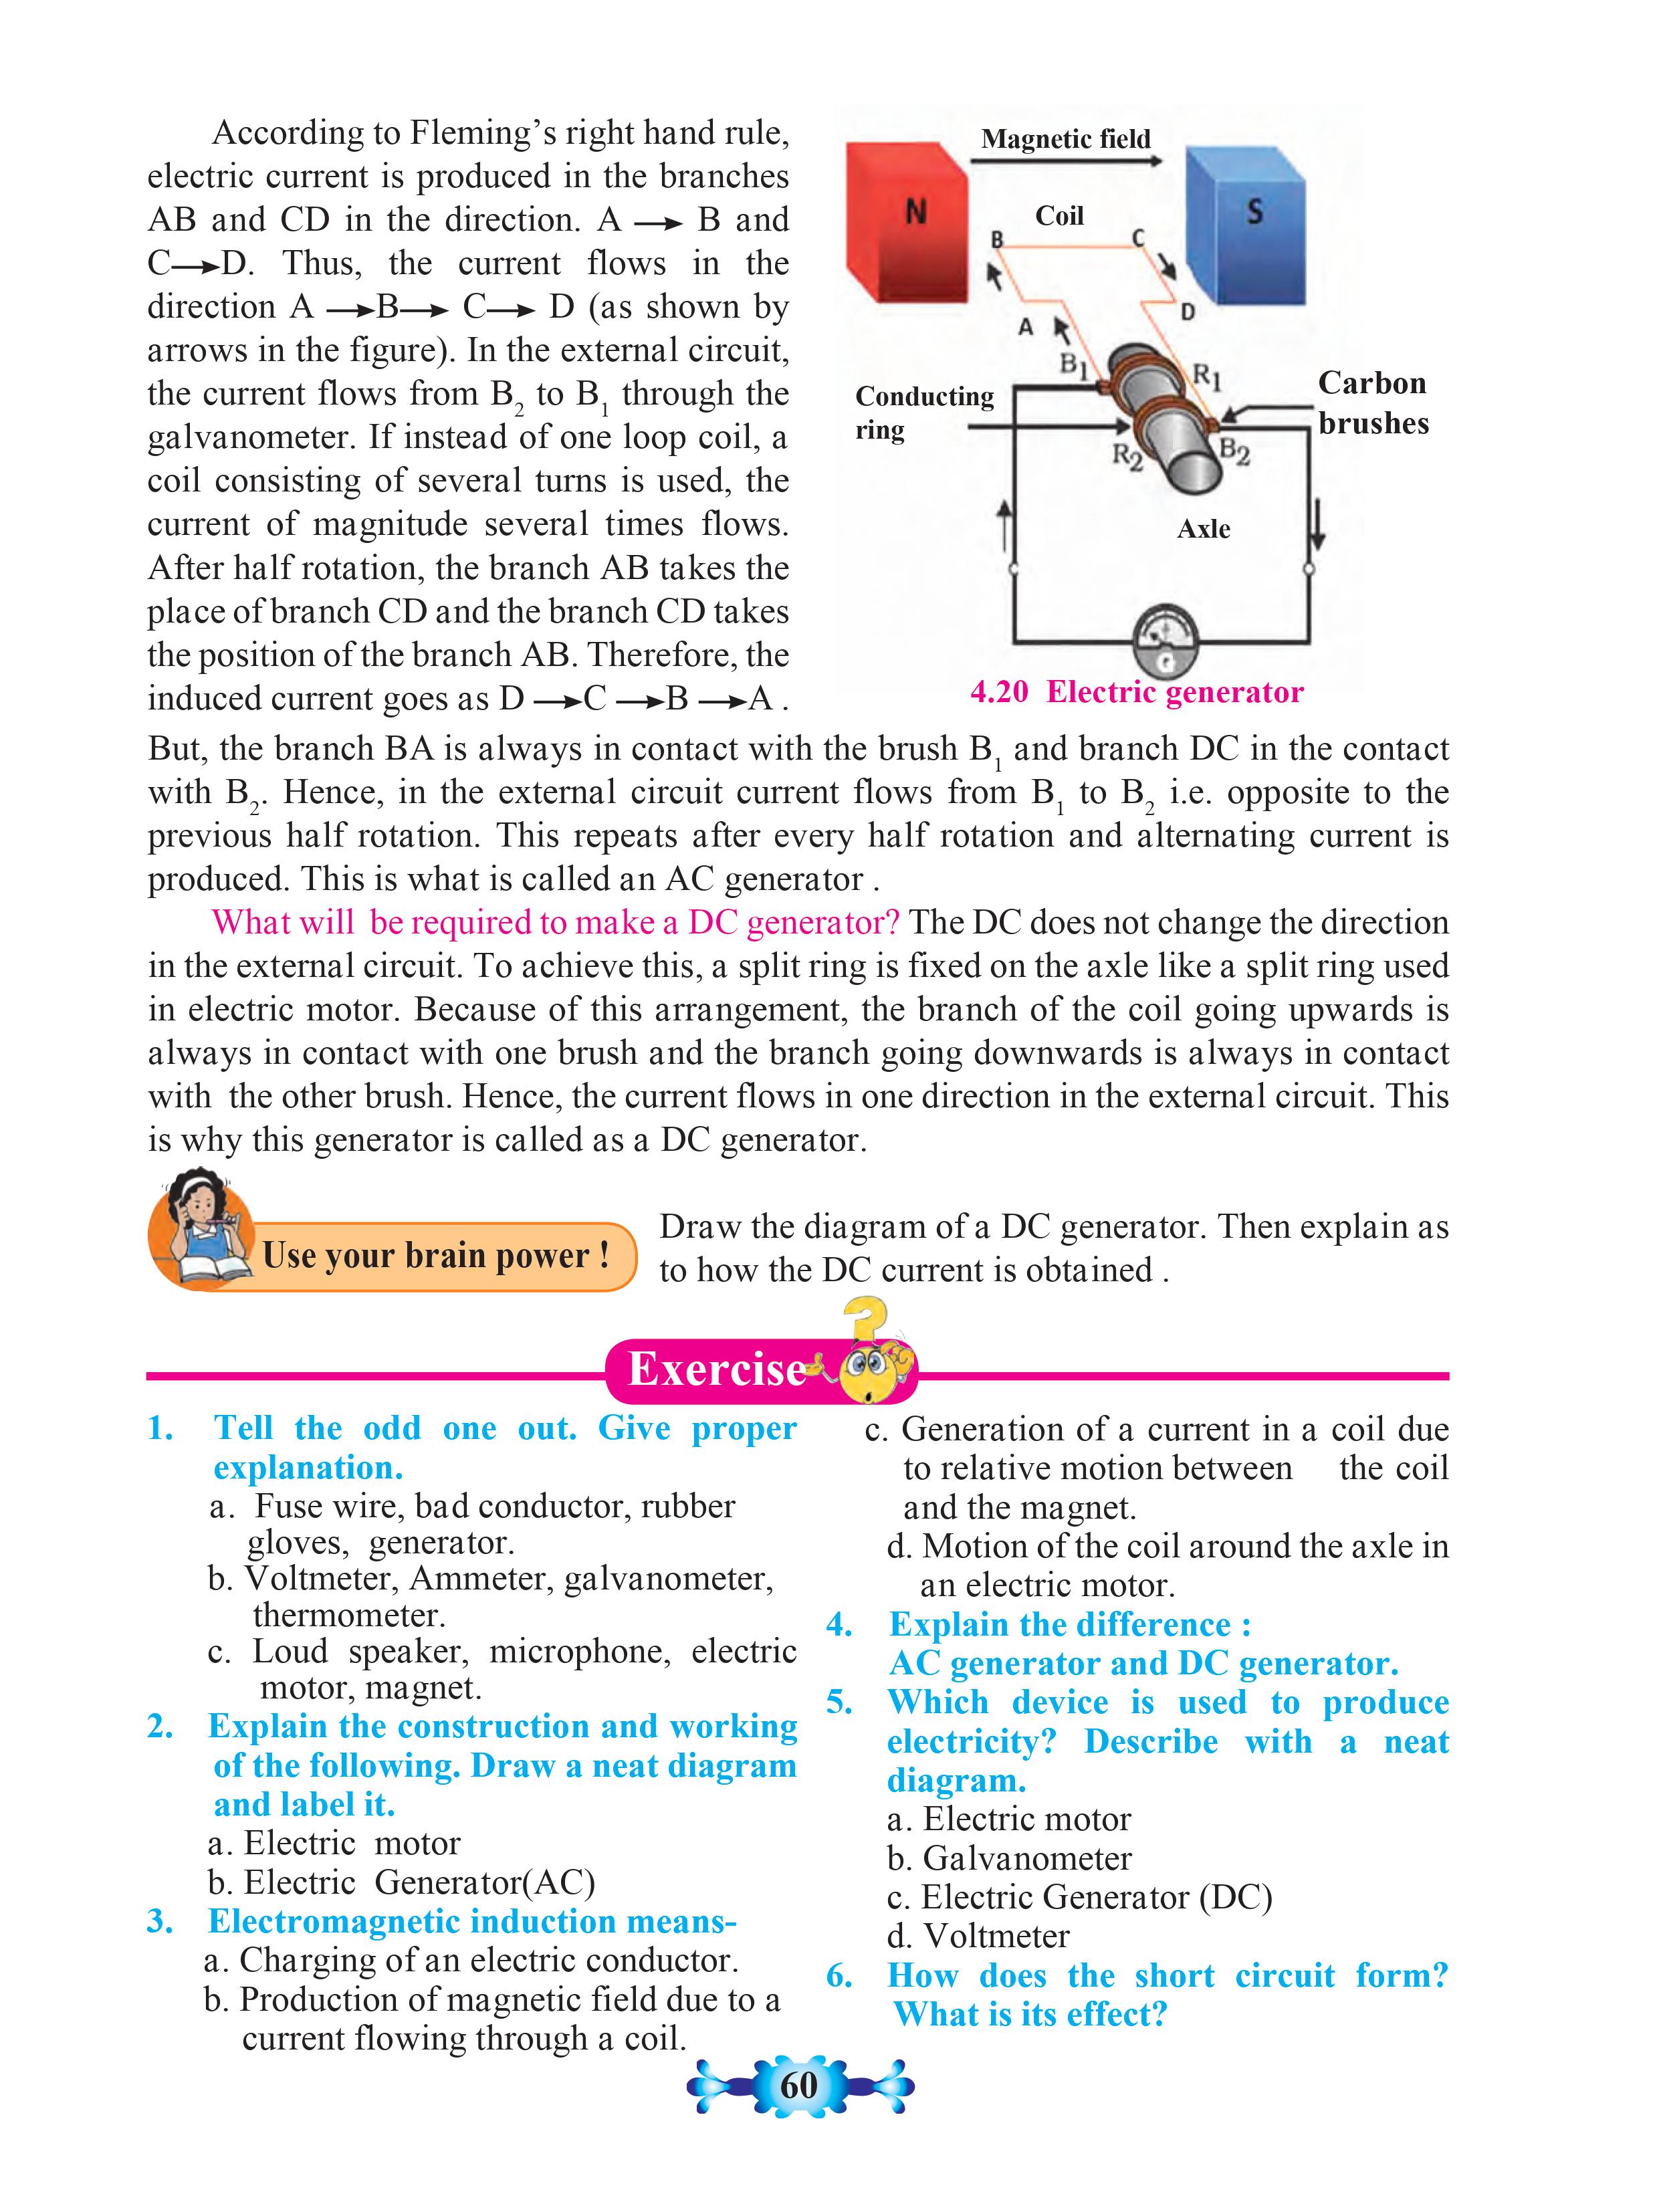 According to Fleming’s right hand rule,
electric current is produced in the branches
AB and CD in the direction. A ⟶ B and
C⟶D. Thus, the current flows in the
direction A ⟶B⟶ C⟶ D (as shown by
arrows in the figure). In the external circuit,
the current flows from B₂ to B₁ through the
galvanometer. If instead of one loop coil, a
coil consisting of several turns is used, the
current of magnitude several times flows.
After half rotation, the branch AB takes the
place of branch CD and the branch CD takes
the position of the branch AB. Therefore, the
induced current goes as D ⟶C ⟶B ⟶A .
Magnetic field
N
S
Coil
B
C
A
D
B1
R1
Conducting
ring
Carbon
brushes
R2
B2
Axle
G
4.20 Electric generator
But, the branch BA is always in contact with the brush B₁ and branch DC in the contact
with B₂. Hence, in the external circuit current flows from B₁ to B₂ i.e. opposite to the
previous half rotation. This repeats after every half rotation and alternating current is
produced. This is what is called an AC generator .
What will be required to make a DC generator? The DC does not change the direction
in the external circuit. To achieve this, a split ring is fixed on the axle like a split ring used
in electric motor. Because of this arrangement, the branch of the coil going upwards is
always in contact with one brush and the branch going downwards is always in contact
with the other brush. Hence, the current flows in one direction in the external circuit. This
is why this generator is called as a DC generator.
Use your brain power !
Draw the diagram of a DC generator. Then explain as
to how the DC current is obtained .
Exercise
1. Tell the odd one out. Give proper
explanation.
a. Fuse wire, bad conductor, rubber
gloves, generator.
b. Voltmeter, Ammeter, galvanometer,
thermometer.
c. Loud speaker, microphone, electric
motor, magnet.
2. Explain the construction and working
of the following. Draw a neat diagram
and label it.
a. Electric motor
b. Electric Generator(AC)
3. Electromagnetic induction means-
a. Charging of an electric conductor.
b. Production of magnetic field due to a
current flowing through a coil.
c. Generation of a current in a coil due
to relative motion between the coil
and the magnet.
d. Motion of the coil around the axle in
an electric motor.
4. Explain the difference :
AC generator and DC generator.
5. Which device is used to produce
electricity? Describe with a neat
diagram.
a. Electric motor
b. Galvanometer
c. Electric Generator (DC)
d. Voltmeter
6. How does the short circuit form?
What is its effect?
60